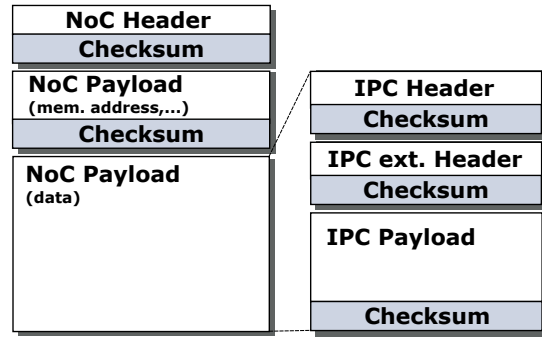 NoC Header
Checksum
NoC Payload
(mem. address,...)
Checksum
NoC Payload
(data)
IPC Header
Checksum
IPC ext. Header
Checksum
IPC Payload
Checksum